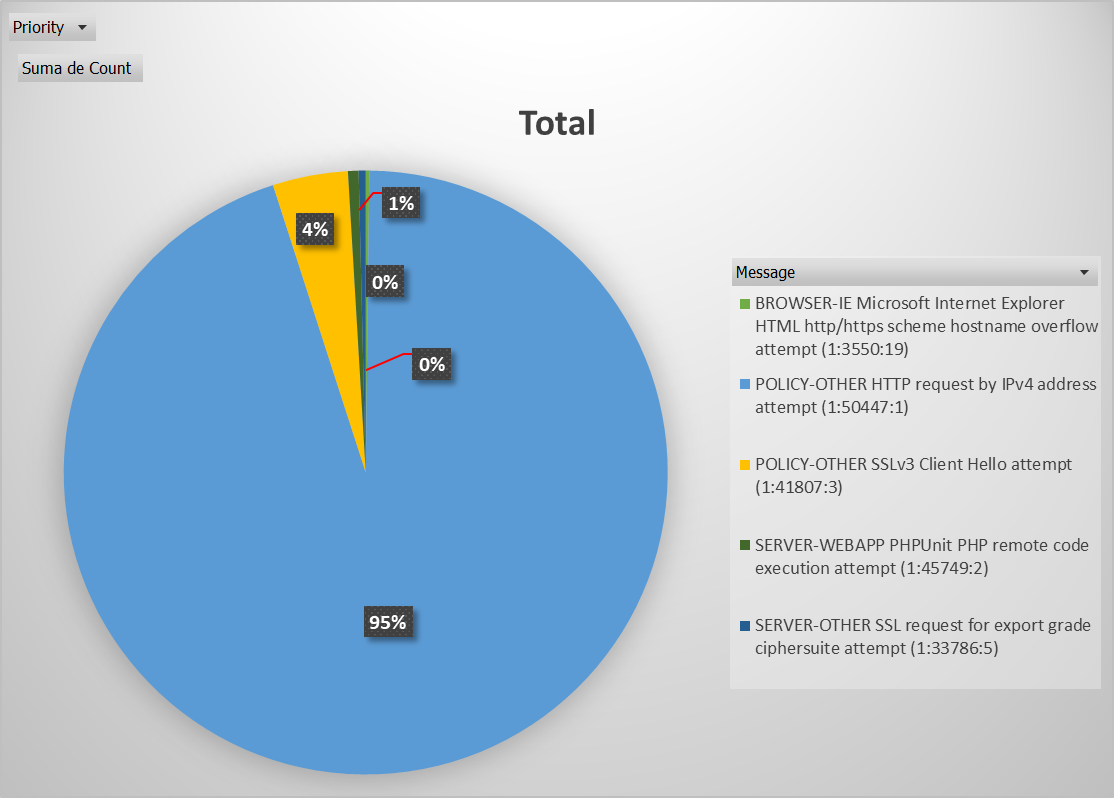 Priority
Suma de Count
Total
1%
4%
0%
0%
95%
Message
BROWSER-IE Microsoft Internet Explorer
HTML http/https scheme hostname overflow
attempt (1:3550:19)
POLICY-OTHER HTTP request by IPv4 address
attempt (1:50447:1)
POLICY-OTHER SSLv3 Client Hello attempt
(1:41807:3)
SERVER-WEBAPP PHPUnit PHP remote code
execution attempt (1:45749:2)
SERVER-OTHER SSL request for export grade
ciphersuite attempt (1:33786:5)